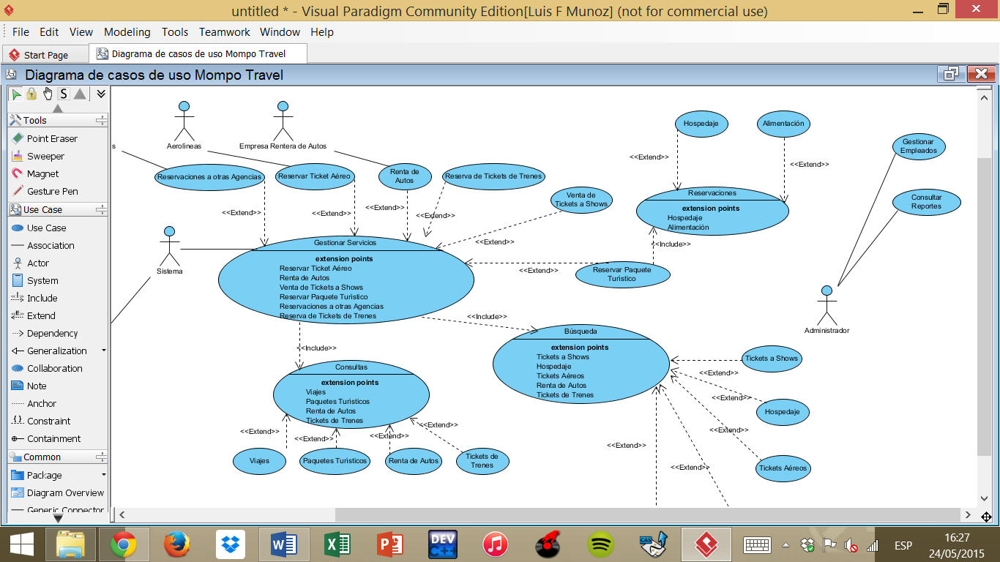 untitled * - Visual Paradigm Community Edition[Luis F Munoz] (not for commercial use)
File Edit View Modeling Tools Teamwork Window Help
Start Page
Diagrama de casos de uso Mompo Travel
Diagrama de casos de uso Mompo Travel
S
Tools
Point Eraser
Sweeper
Magnet
Gesture Pen
Use Case
Use Case
Association
Actor
System
Include
Extend
Dependency
Generalization
Collaboration
Note
Anchor
Constraint
Containment
Common
Package
Diagram Overview
Generic Connector
s
Aerolìneas
Empresa Rentera de Autos
Reservaciones a otras Agencias
Reservar Ticket Aéreo
Renta de
Autos
Reserva de Tickets de Trenes
Venta de
Tickets a Shows
<<Extend>>
<<Extend>>
<<Extend>>
<<Extend>>
<<Extend>>
Sistema
Gestionar Servicios
extension points
Reservar Ticket Aéreo
Renta de Autos
Venta de Tickets a Shows
Reservar Paquete Turìstico
Reservaciones a otras Agencias
Reserva de Tickets de Trenes
Hospedaje
Alimentación
<<Extend>>
<<Extend>>
Reservaciones
extension points
Hospedaje
Alimentación
<<Include>>
<<Extend>>
Reservar Paquete
Turìstico
Gestionar
Empleados
Consultar
Reportes
Administrador
<<Include>>
<<Include>>
Búsqueda
extension points
Tickets a Shows
Hospedaje
Tickets Aéreos
Renta de Autos
Tickets de Trenes
Tickets a Shows
<<Extend>>
<<Extend>>
Hospedaje
<<Extend>>
Tickets Aéreos
<<Extend>>
<<Extend>>
Consultas
extension points
Viajes
Paquetes Turìsticos
Renta de Autos
Tickets de Trenes
<<Extend>>
<<Extend>>
<<Extend>>
<<Extend>>
Viajes
Paquetes Turìsticos
Renta de Autos
Tickets de
Trenes
W
X
P
DEV
C++
CAS
ESP
16:27
24/05/2015